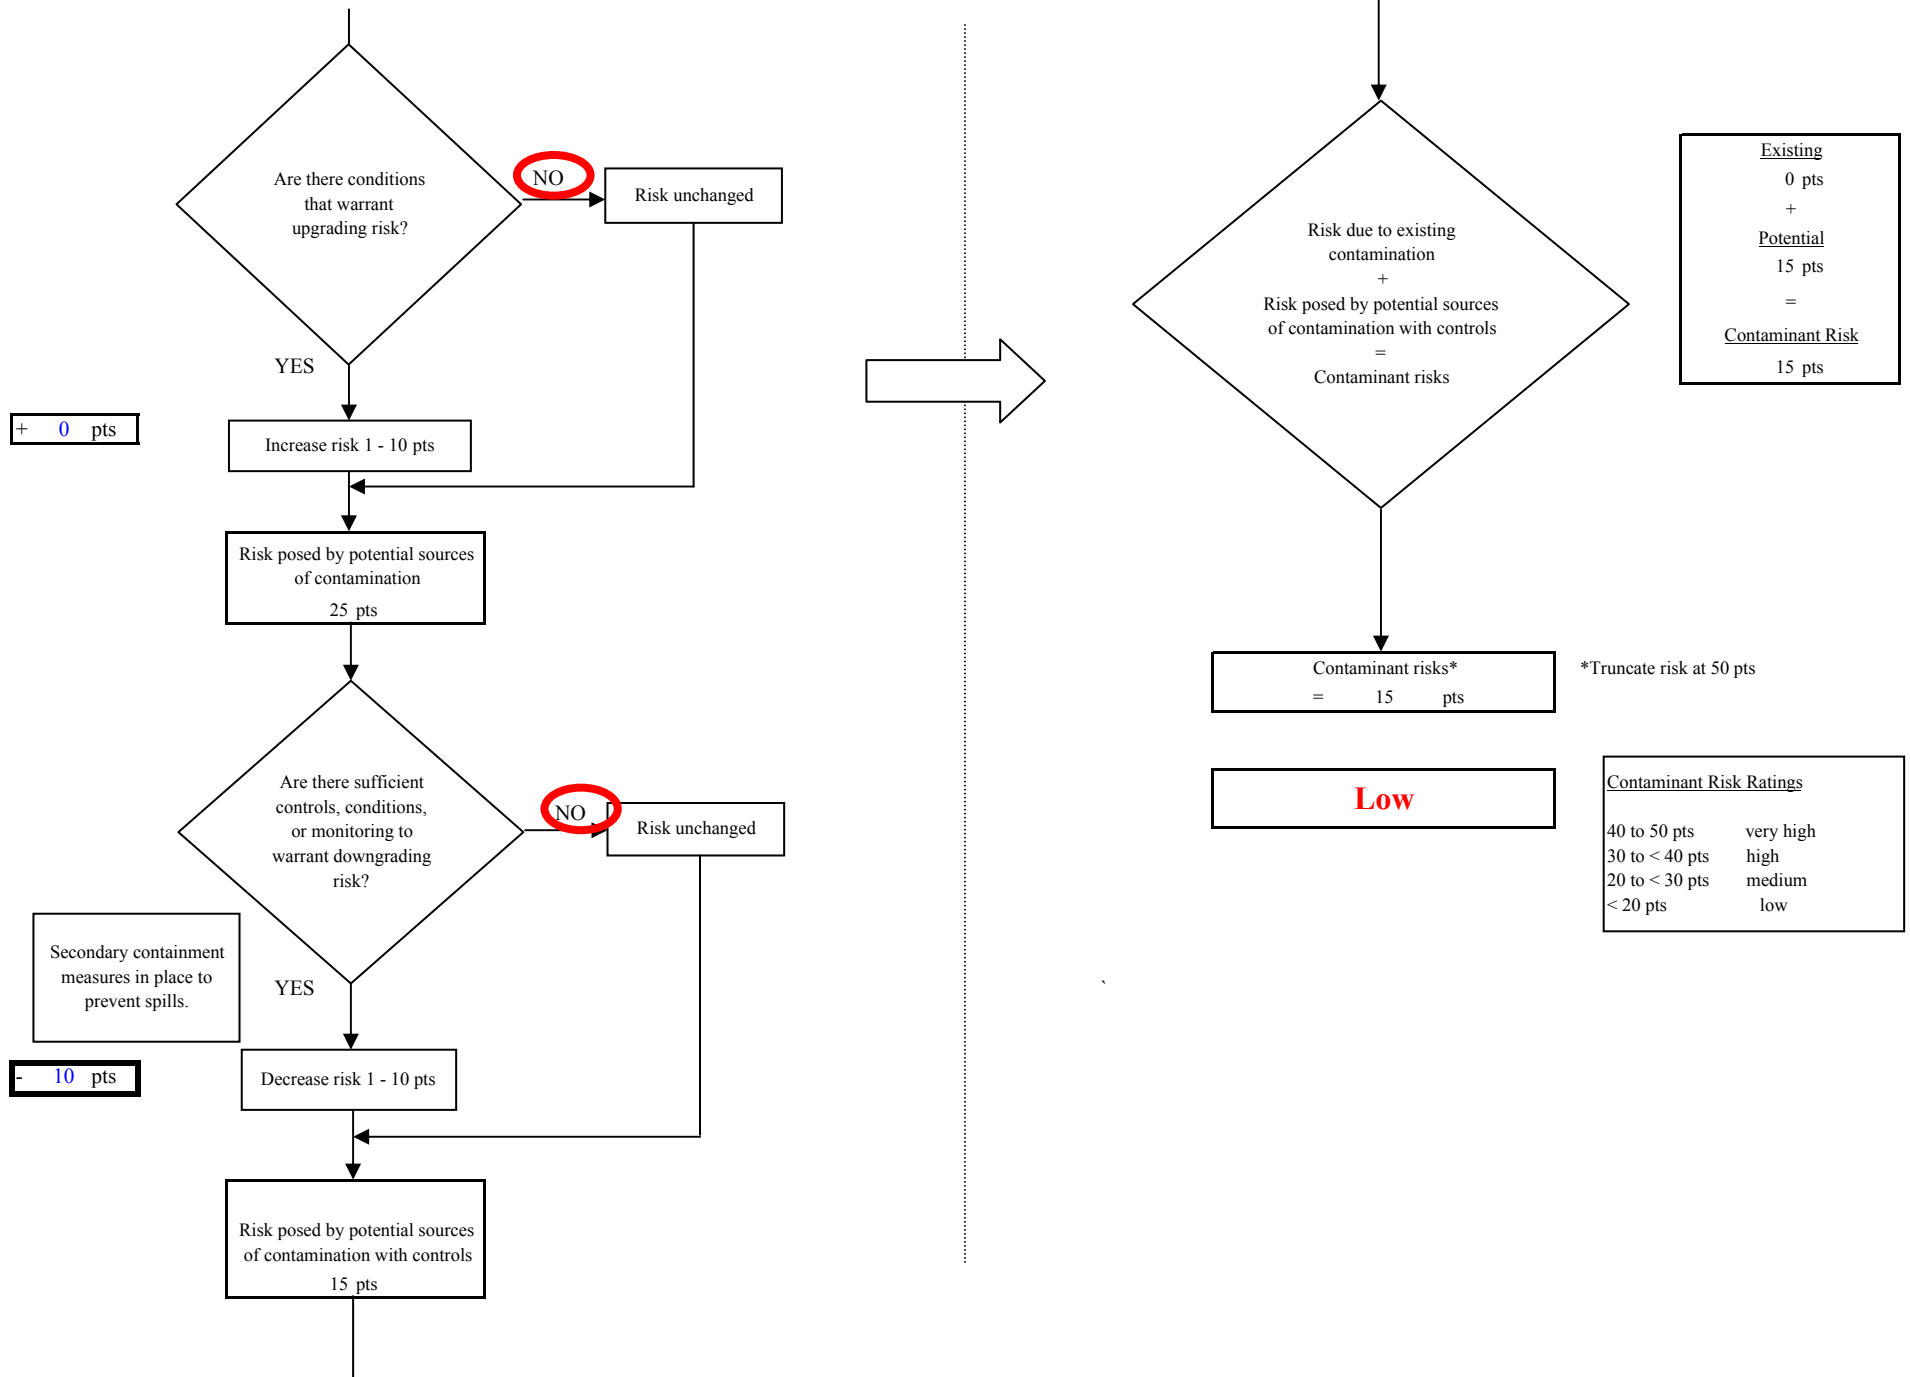 Are there conditions
that warrant
upgrading risk?
NO
Risk unchanged
YES
+ 0 pts
Increase risk 1 - 10 pts
Risk posed by potential sources
of contamination
25 pts
Are there sufficient
controls, conditions,
or monitoring to
warrant downgrading
risk?
NO
Risk unchanged
Secondary containment
measures in place to
prevent spills.
YES
- 10 pts
Decrease risk 1 - 10 pts
Risk posed by potential sources
of contamination with controls
15 pts
Risk due to existing
contamination
+
Risk posed by potential sources
of contamination with controls
=
Contaminant risks
Existing
0 pts
+
Potential
15 pts
=
Contaminant Risk
15 pts
Contaminant risks*
= 15 pts
*Truncate risk at 50 pts
Low
Contaminant Risk Ratings
40 to 50 pts very high
30 to < 40 pts high
20 to < 30 pts medium
< 20 pts low
`